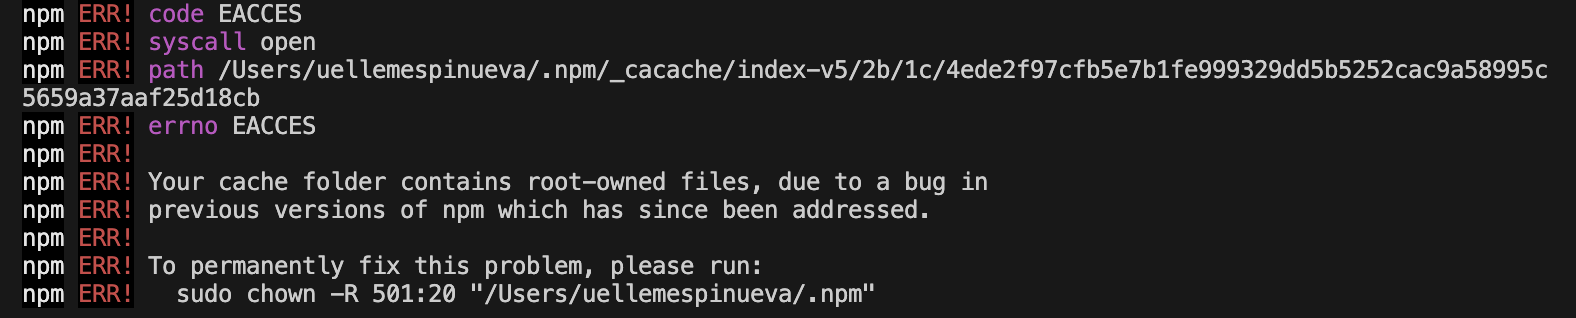 npm ERR! code EACCES
npm ERR! syscall open
npm ERR! path /Users/uellemespinueva/.npm/_cacache/index-v5/2b/1c/4ede2f97cfb5e7b1fe999329dd5b5252cac9a58995c
5659a37aaf25d18cb
npm ERR! errno EACCES
npm ERR!
npm ERR! Your cache folder contains root-owned files, due to a bug in
npm ERR! previous versions of npm which has since been addressed.
npm ERR!
npm ERR! To permanently fix this problem, please run:
npm ERR!   sudo chown -R 501:20 "/Users/uellemespinueva/.npm"